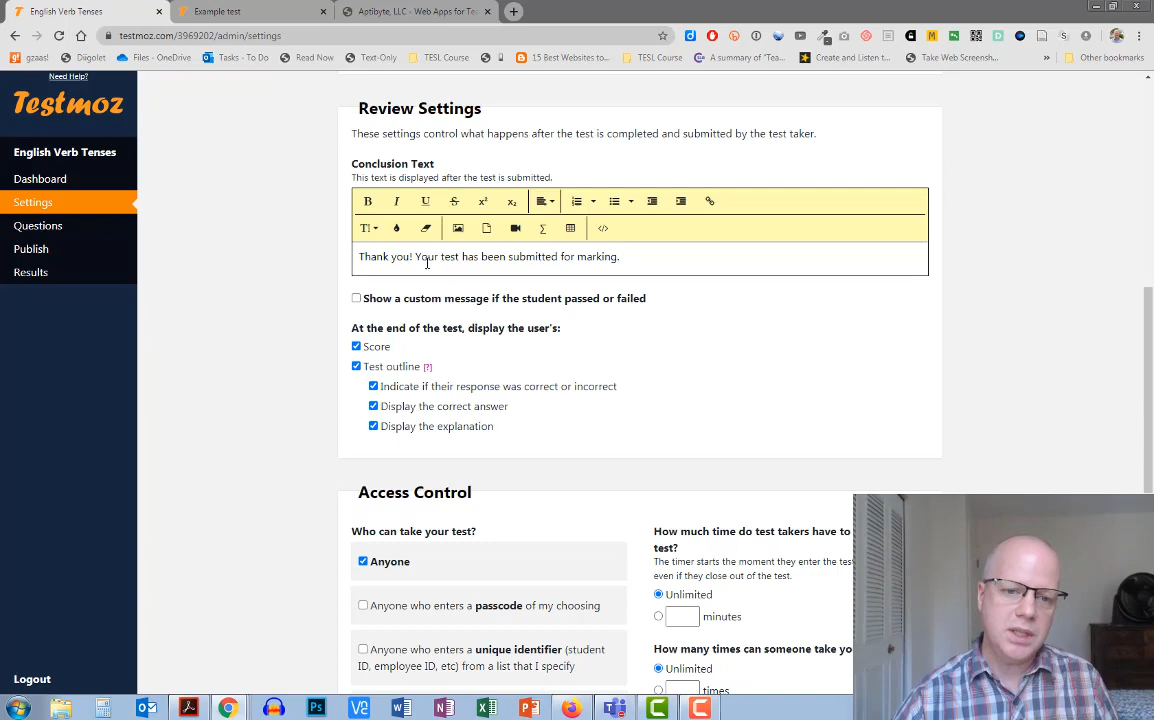 English Verb Tenses
Example test
Aptibyte, LLC - Web Apps for Te
testmoz.com/3969202/admin/settings
gaaas!
Diigolet
Files - OneDrive
Tasks - To Do
Read Now
Text-Only
TESL Course
15 Best Websites to...
TESL Course
A summary of "Tea...
Create and Listen t...
Take Web Screensh...
Other bookmarks
Need Help?
Testmoz
English Verb Tenses
Dashboard
Settings
Questions
Publish
Results
Logout
Review Settings
These settings control what happens after the test is completed and submitted by the test taker.
Conclusion Text
This text is displayed after the test is submitted.
Thank you! Your test has been submitted for marking.
Show a custom message if the student passed or failed
At the end of the test, display the user's:
Score
Test outline [?]
Indicate if their response was correct or incorrect
Display the correct answer
Display the explanation
Access Control
Who can take your test?
Anyone
Anyone who enters a passcode of my choosing
Anyone who enters a unique identifier (student
ID, employee ID, etc) from a list that I specify
How much time do test takers have to
test?
The timer starts the moment they enter the test
even if they close out of the test.
Unlimited
minutes
How many times can someone take yo
Unlimited
times